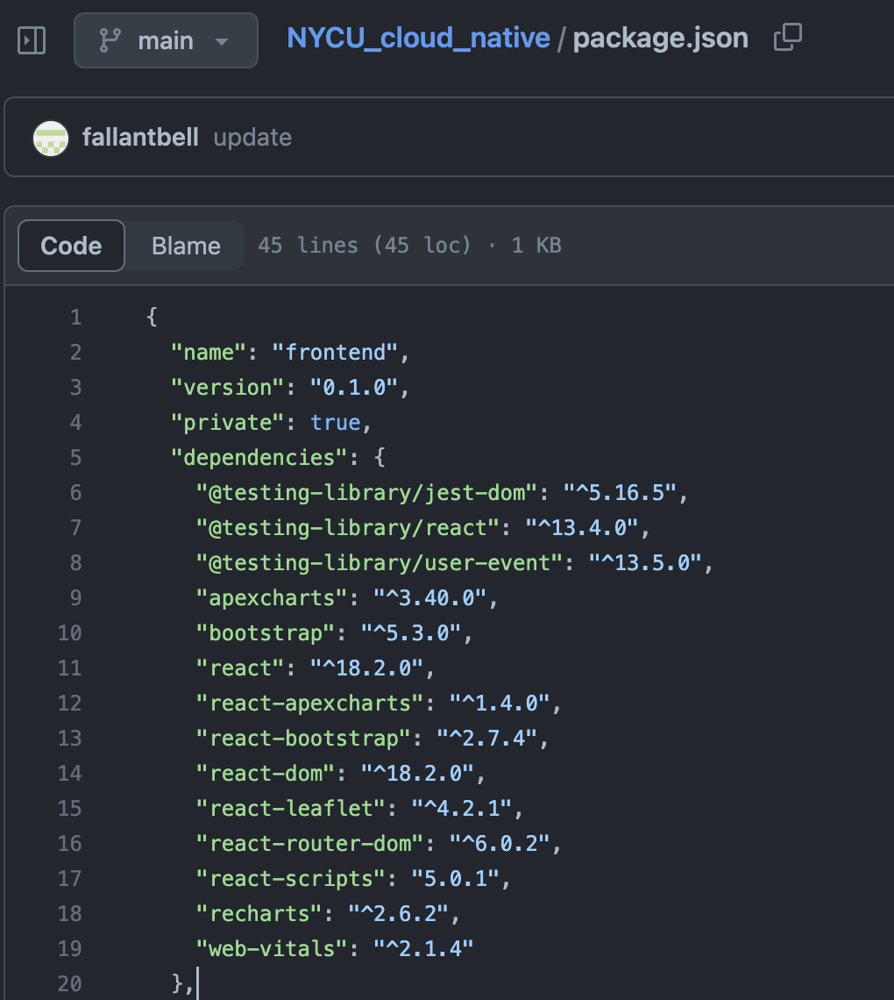 main
NYCU_cloud_native / package.json
fallantbell update
Code Blame 45 lines (45 loc) · 1 KB
1 {
2 "name": "frontend",
3 "version": "0.1.0",
4 "private": true,
5 "dependencies": {
6 "@testing-library/jest-dom": "^5.16.5",
7 "@testing-library/react": "^13.4.0",
8 "@testing-library/user-event": "^13.5.0",
9 "apexcharts": "^3.40.0",
10 "bootstrap": "^5.3.0",
11 "react": "^18.2.0",
12 "react-apexcharts": "^1.4.0",
13 "react-bootstrap": "^2.7.4",
14 "react-dom": "^18.2.0",
15 "react-leaflet": "^4.2.1",
16 "react-router-dom": "^6.0.2",
17 "react-scripts": "5.0.1",
18 "recharts": "^2.6.2",
19 "web-vitals": "^2.1.4"
20 },